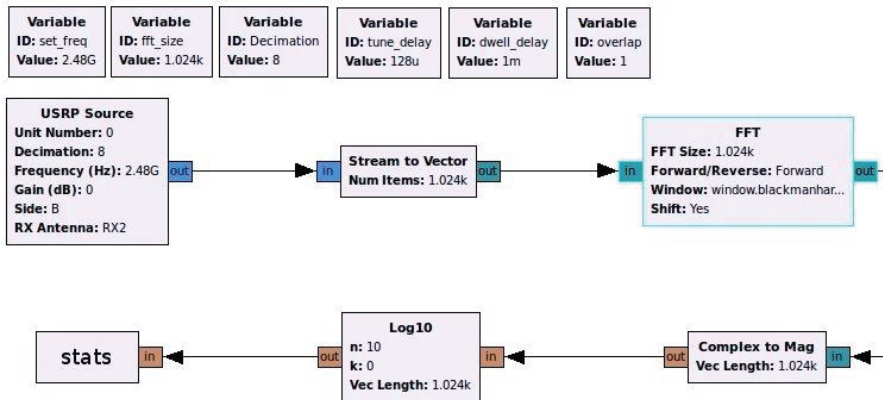 Variable
ID: set_freq
Value: 2.48G
Variable
ID: fft_size
Value: 1.024k
Variable
ID: Decimation
Value: 8
Variable
ID: tune_delay
Value: 128u
Variable
ID: dwell_delay
Value: 1m
Variable
ID: overlap
Value: 1
USRP Source
Unit Number: 0
Decimation: 8
Frequency (Hz): 2.48G
Gain (dB): 0
Side: B
RX Antenna: RX2
out
in
Stream to Vector
Num Items: 1.024k
out
in
FFT
FFT Size: 1.024k
Forward/Reverse: Forward
Window: window.blackmanhar...
Shift: Yes
out
stats
in
out
Log10
n: 10
k: 0
Vec Length: 1.024k
in
out
Complex to Mag
Vec Length: 1.024k
in